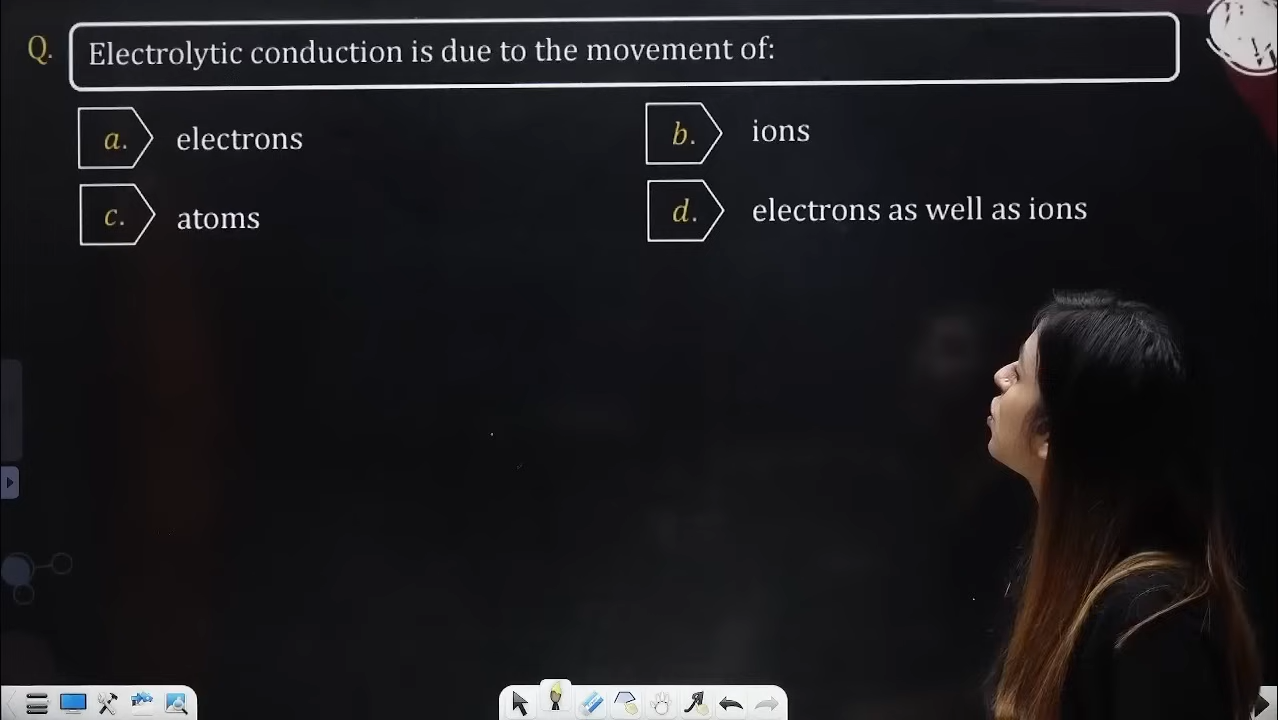 Q. Electrolytic conduction is due to the movement of:
a. electrons
b. ions
c. atoms
d. electrons as well as ions